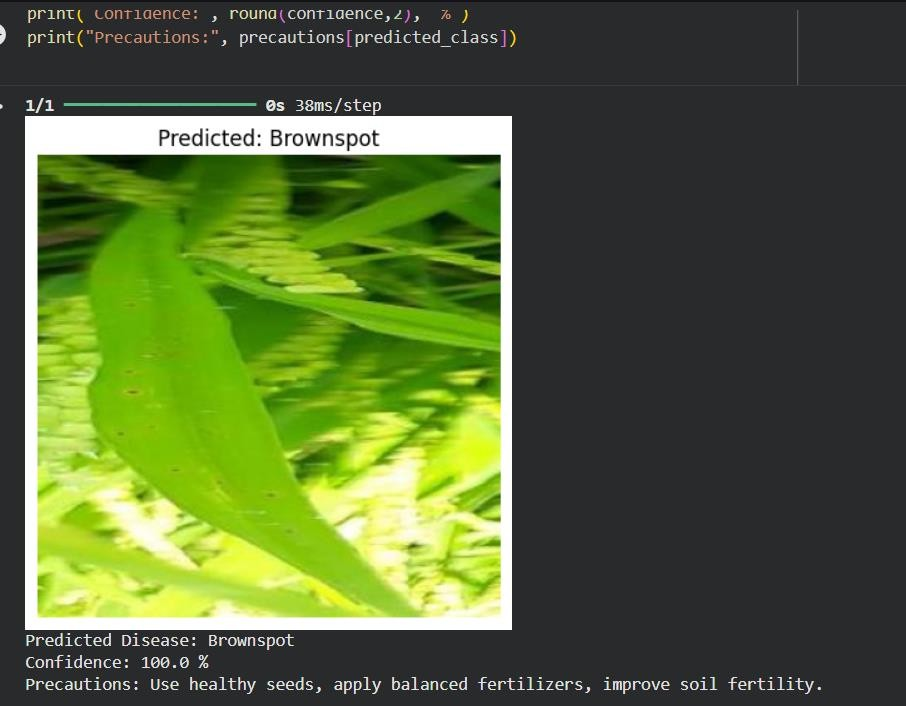 print("Confidence: ", round(confidence,2), "%")
print("Precautions:", precautions[predicted_class])
1/1 0s 38ms/step
Predicted: Brownspot
Predicted Disease: Brownspot
Confidence: 100.0 %
Precautions: Use healthy seeds, apply balanced fertilizers, improve soil fertility.